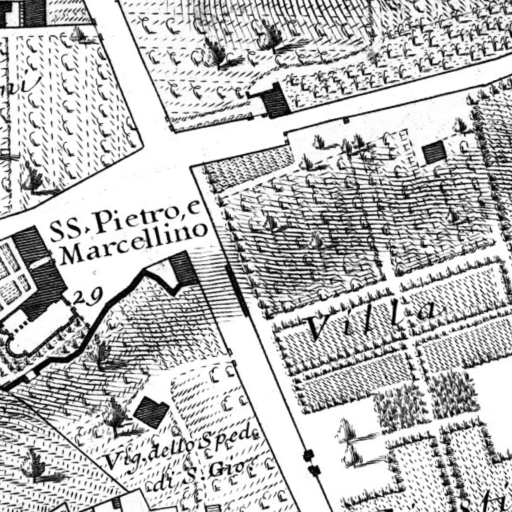 SS. Pietro, e
Marcellino
29
Villa
Vig. dello Sped.
di S. Gio.